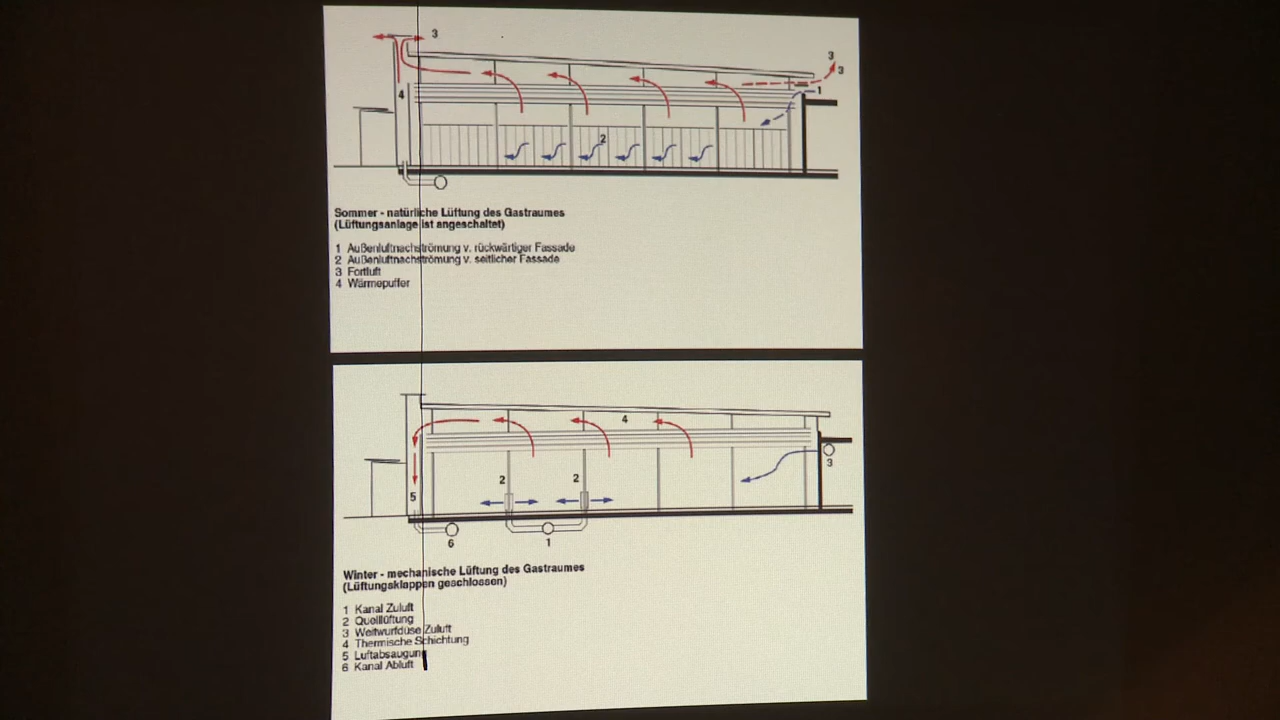 3
3
3
1
4
2
Sommer - natürliche Lüftung des Gastraumes
(Lüftungsanlage ist angeschaltet)
1 Außenluftnachströmung v. rückwärtiger Fassade
2 Außenluftnachströmung v. seitlicher Fassade
3 Fortluft
4 Wärmepuffer
4
3
2
2
5
6
1
Winter - mechanische Lüftung des Gastraumes
(Lüftungsklappen geschlossen)
1 Kanal Zuluft
2 Quelllüftung
3 Weitwurfdüse Zuluft
4 Thermische Schichtung
5 Luftabsaugung
6 Kanal Abluft